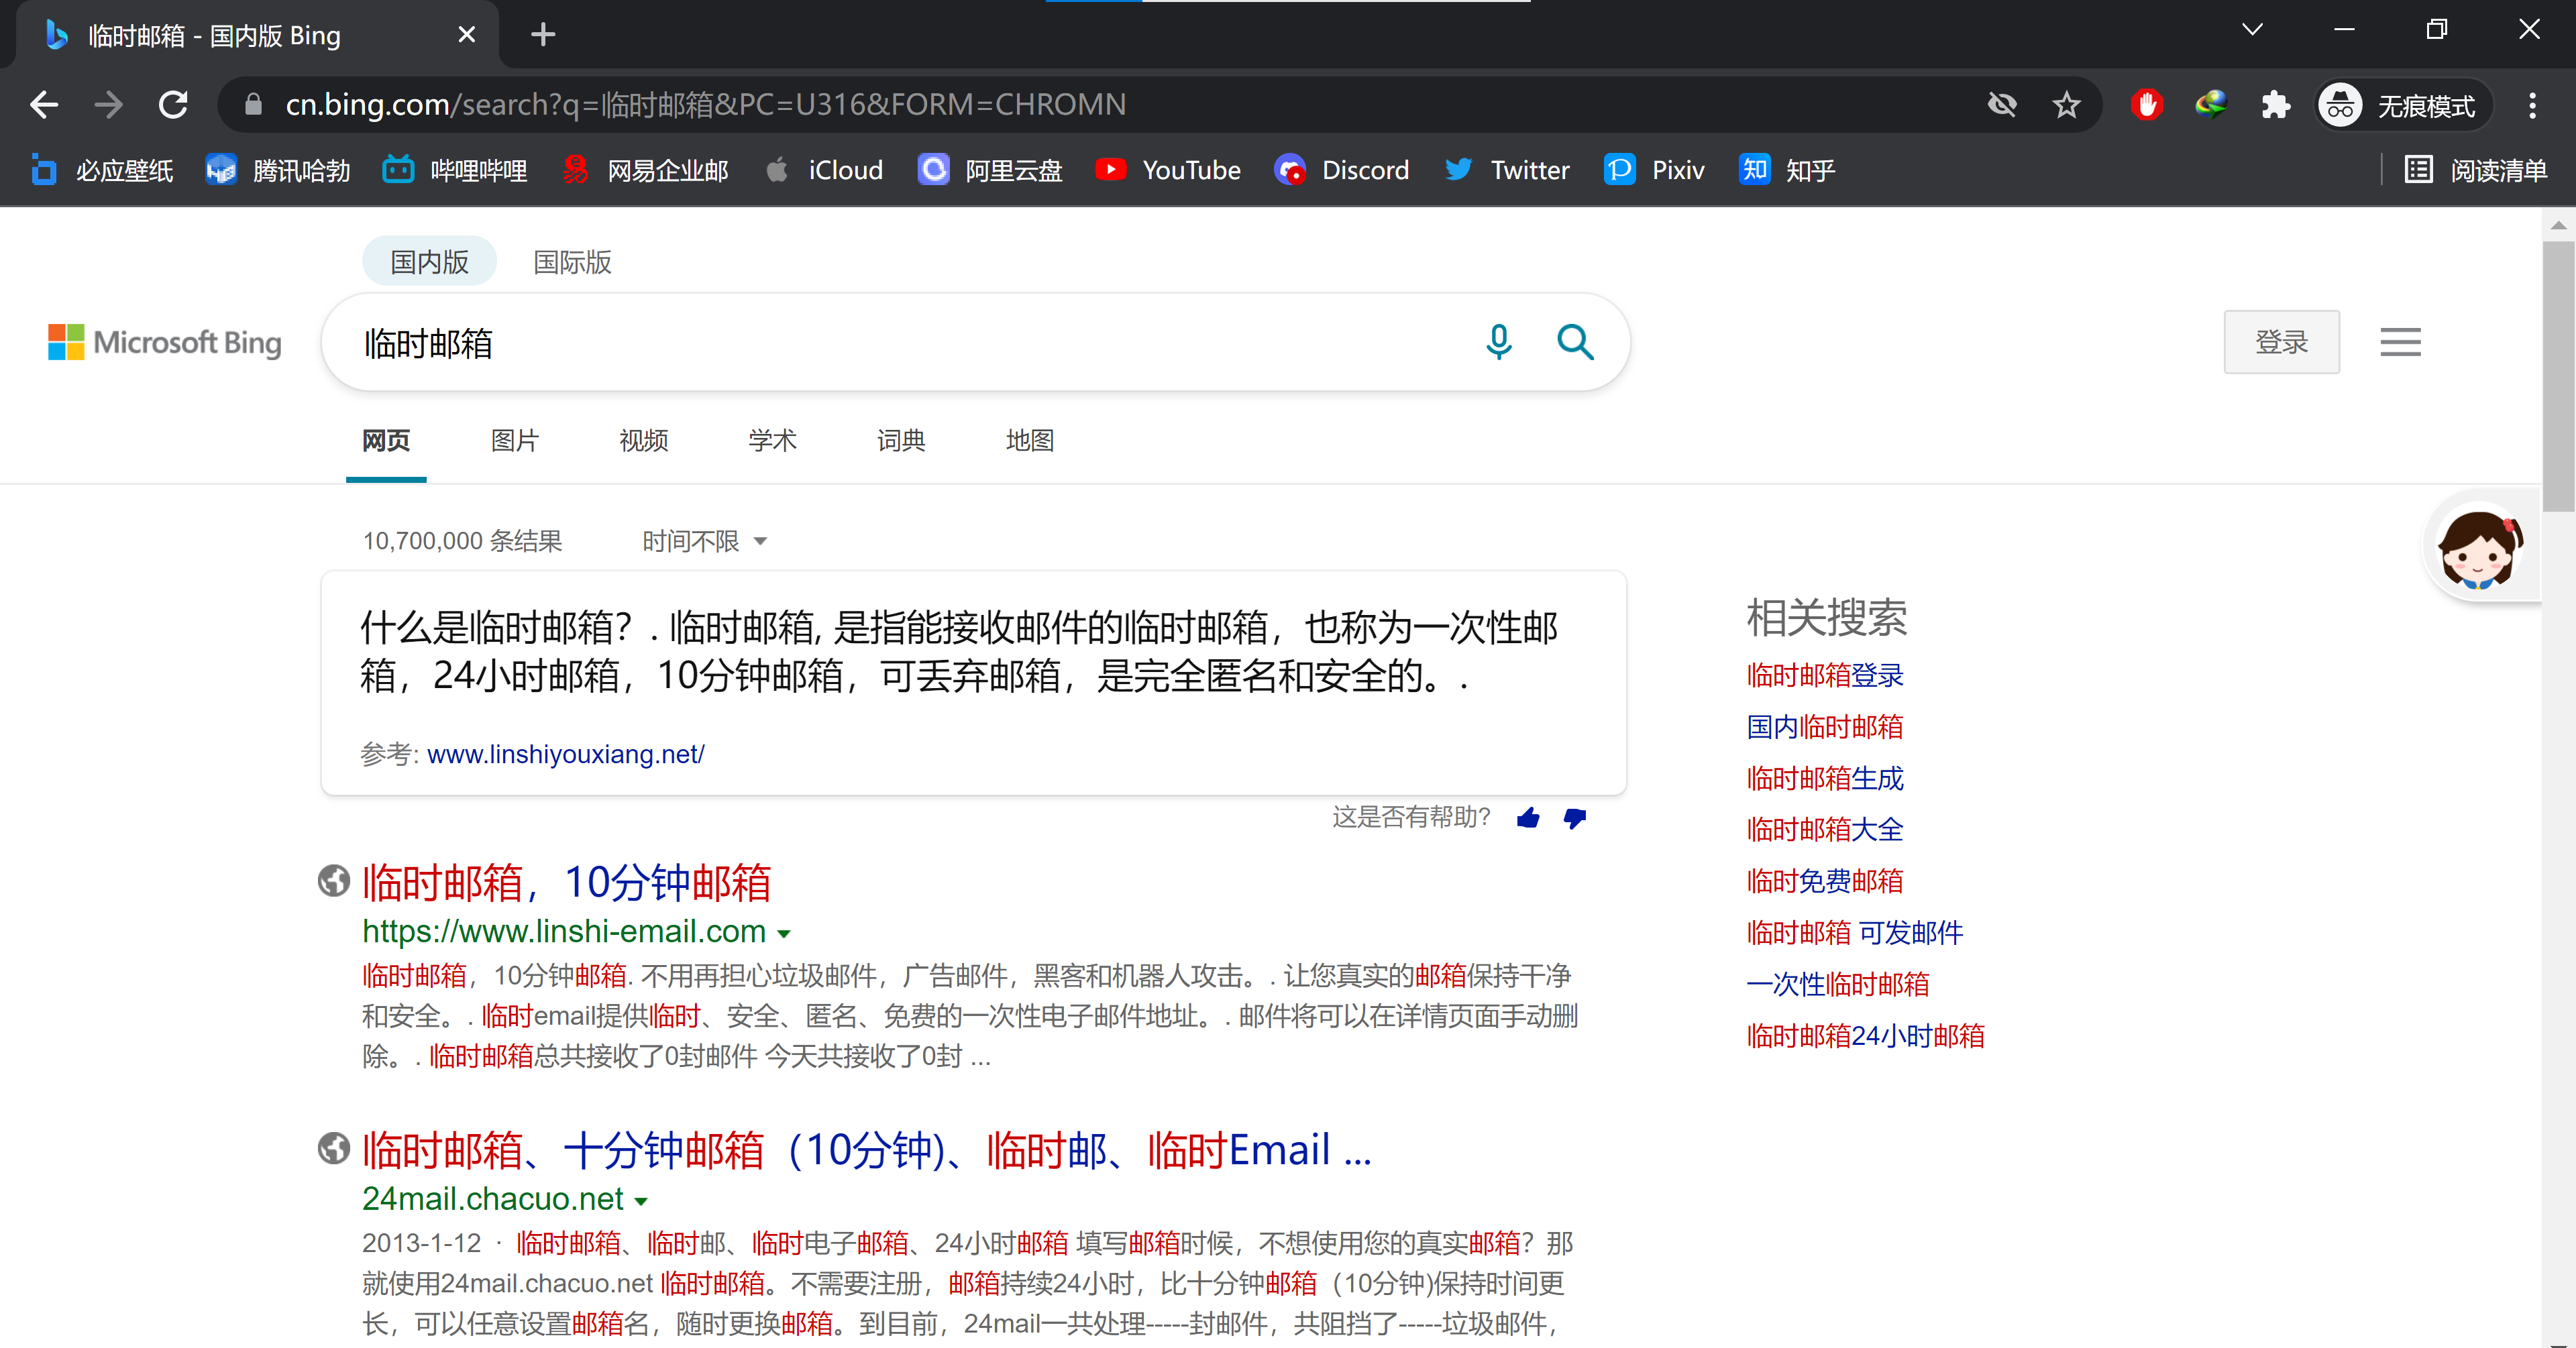 临时邮箱 - 国内版 Bing
cn.bing.com/search?q=临时邮箱&PC=U316&FORM=CHROMN
无痕模式
必应壁纸
腾讯哈勃
哔哩哔哩
网易企业邮
iCloud
阿里云盘
YouTube
Discord
Twitter
Pixiv
知 知乎
阅读清单
国内版 国际版
Microsoft Bing
临时邮箱
登录
网页 图片 视频 学术 词典 地图
10,700,000 条结果 时间不限
什么是临时邮箱？. 临时邮箱, 是指能接收邮件的临时邮箱，也称为一次性邮
箱，24小时邮箱，10分钟邮箱，可丢弃邮箱，是完全匿名和安全的。.
参考: www.linshiyouxiang.net/
这是否有帮助?
临时邮箱，10分钟邮箱
https://www.linshi-email.com
临时邮箱，10分钟邮箱. 不用再担心垃圾邮件，广告邮件，黑客和机器人攻击。. 让您真实的邮箱保持干净
和安全。. 临时email提供临时、安全、匿名、免费的一次性电子邮件地址。. 邮件将可以在详情页面手动删
除。. 临时邮箱总共接收了0封邮件 今天共接收了0封 ...
临时邮箱、十分钟邮箱（10分钟)、临时邮、临时Email ...
24mail.chacuo.net
2013-1-12 · 临时邮箱、临时邮、临时电子邮箱、24小时邮箱 填写邮箱时候，不想使用您的真实邮箱？那
就使用24mail.chacuo.net 临时邮箱。不需要注册，邮箱持续24小时，比十分钟邮箱（10分钟)保持时间更
长，可以任意设置邮箱名，随时更换邮箱。到目前，24mail一共处理-----封邮件，共阻挡了-----垃圾邮件，
相关搜索
临时邮箱登录
国内临时邮箱
临时邮箱生成
临时邮箱大全
临时免费邮箱
临时邮箱 可发邮件
一次性临时邮箱
临时邮箱24小时邮箱